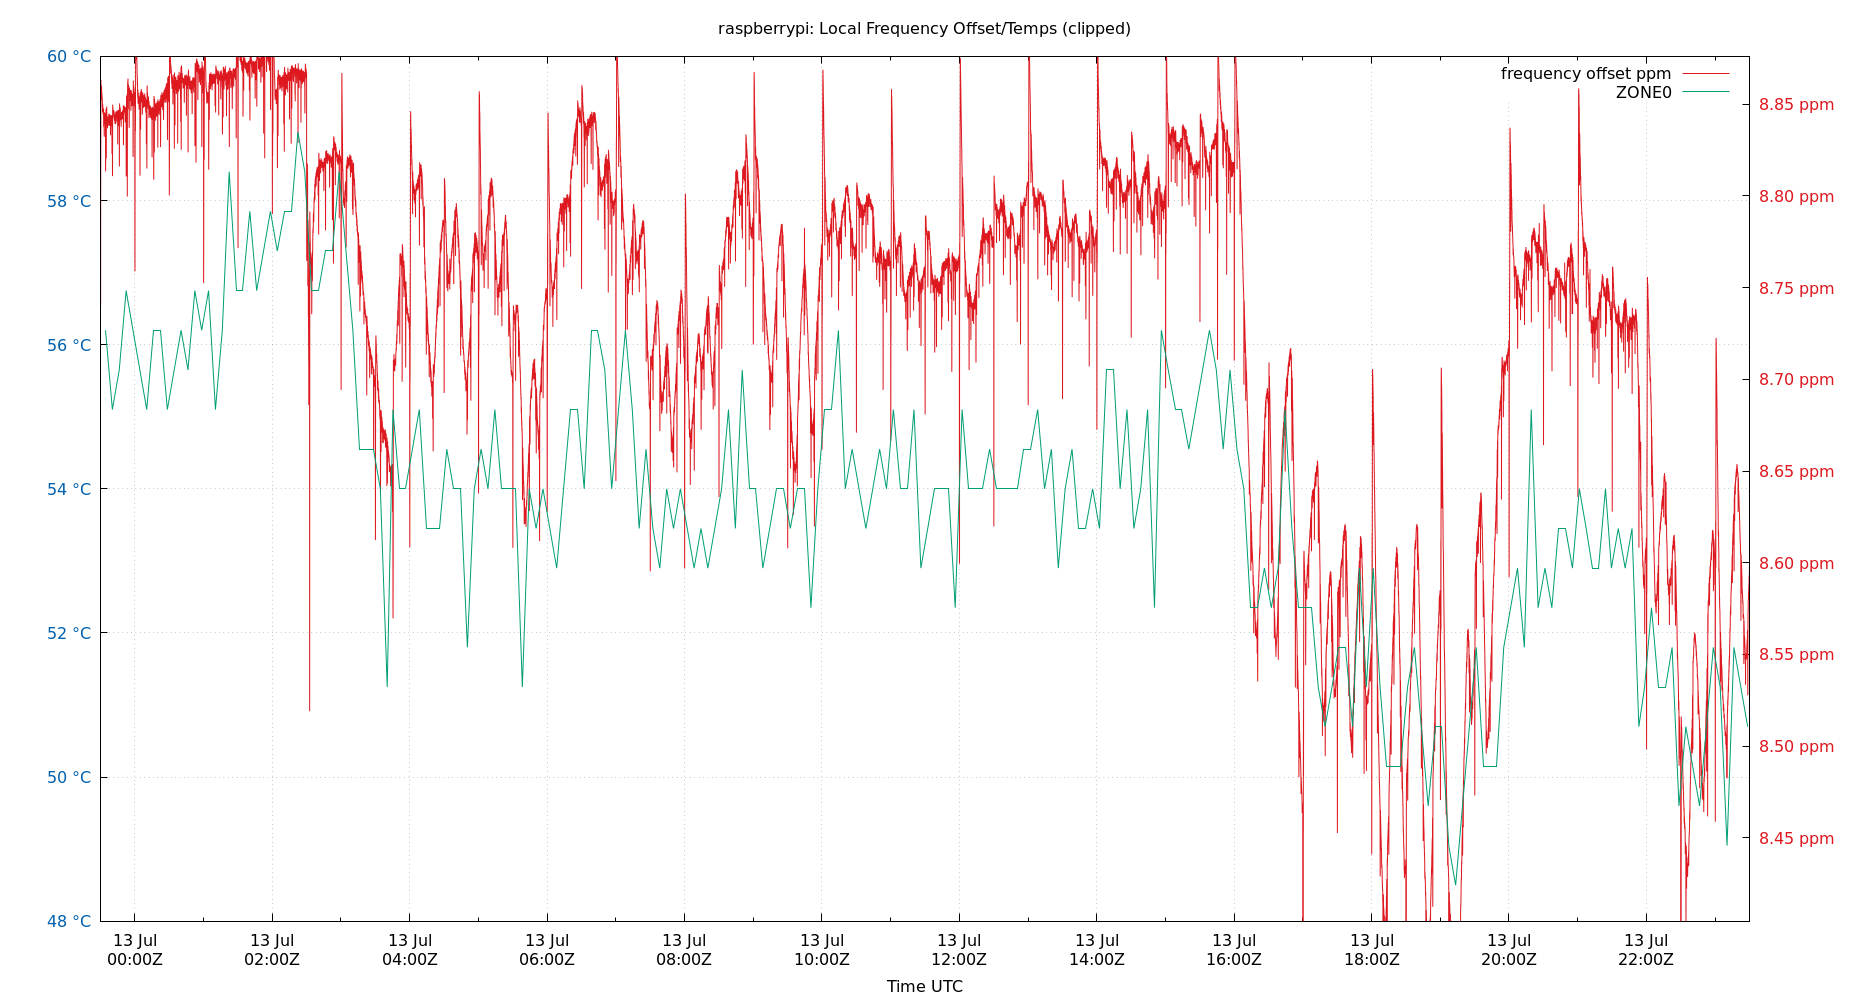 raspberrypi: Local Frequency Offset/Temps (clipped)
frequency offset ppm
ZONE0
60 °C
58 °C
56 °C
54 °C
52 °C
50 °C
48 °C
8.85 ppm
8.80 ppm
8.75 ppm
8.70 ppm
8.65 ppm
8.60 ppm
8.55 ppm
8.50 ppm
8.45 ppm
13 Jul
00:00Z
13 Jul
02:00Z
13 Jul
04:00Z
13 Jul
06:00Z
13 Jul
08:00Z
13 Jul
10:00Z
13 Jul
12:00Z
13 Jul
14:00Z
13 Jul
16:00Z
13 Jul
18:00Z
13 Jul
20:00Z
13 Jul
22:00Z
Time UTC